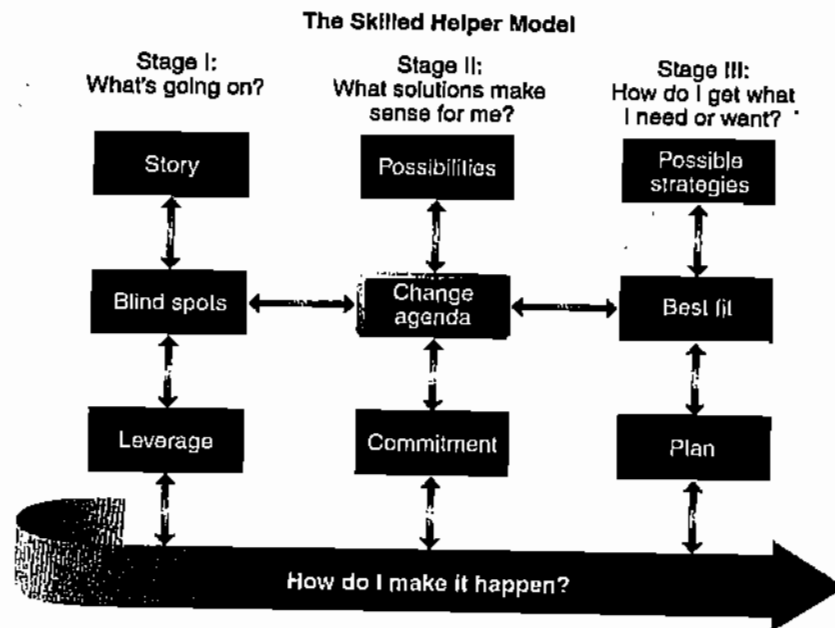 The Skilled Helper Model
Stage I:
What's going on?
Stage II:
What solutions make
sense for me?
Stage III:
How do I get what
I need or want?
Story
Possibilities
Possible
strategies
Blind spots
Change
agenda
Best fit
Leverage
Commitment
Plan
How do I make it happen?